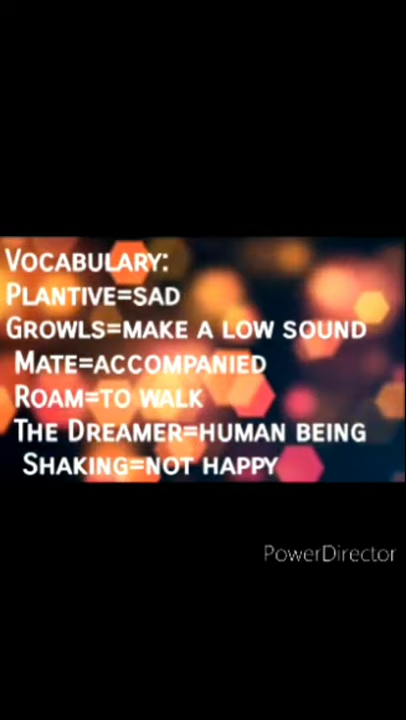 Vocabulary:
Plantive=sad
Growls=make a low sound
Mate=accompanied
Roam=to walk
The Dreamer=human being
Shaking=not happy
PowerDirector